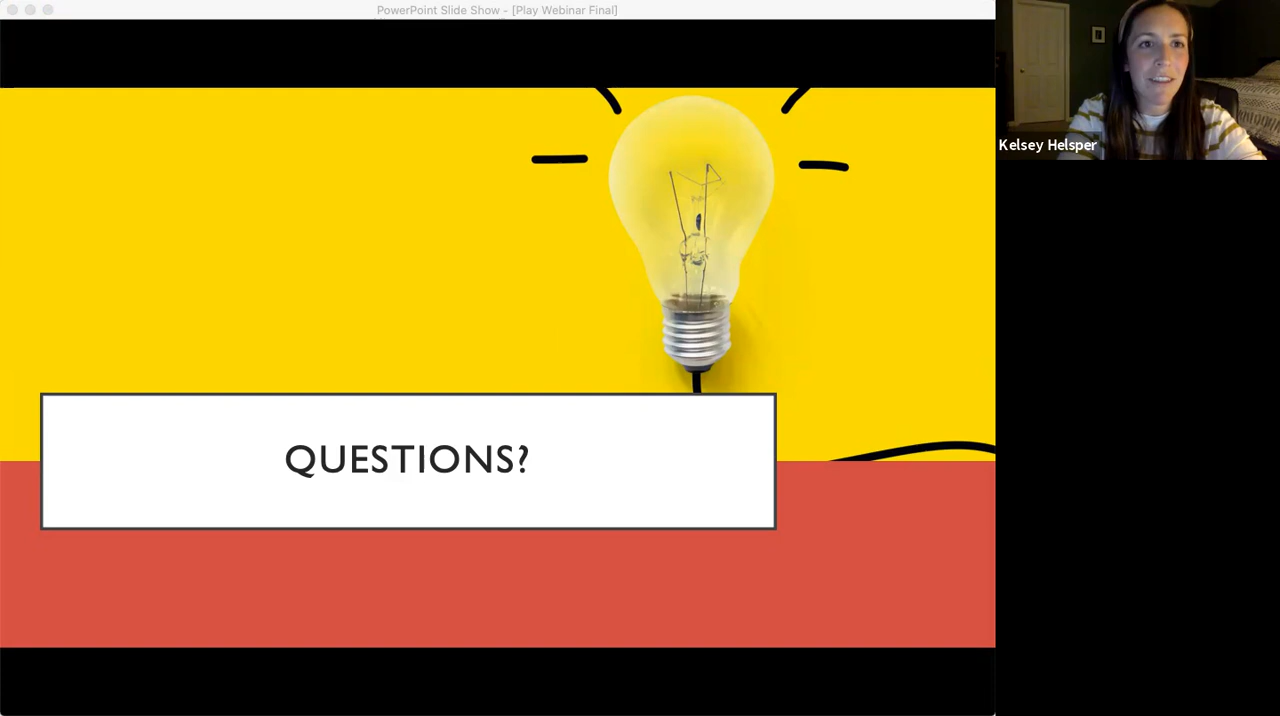 PowerPoint Slide Show - [Play Webinar Final]
Kelsey Helsper
QUESTIONS?